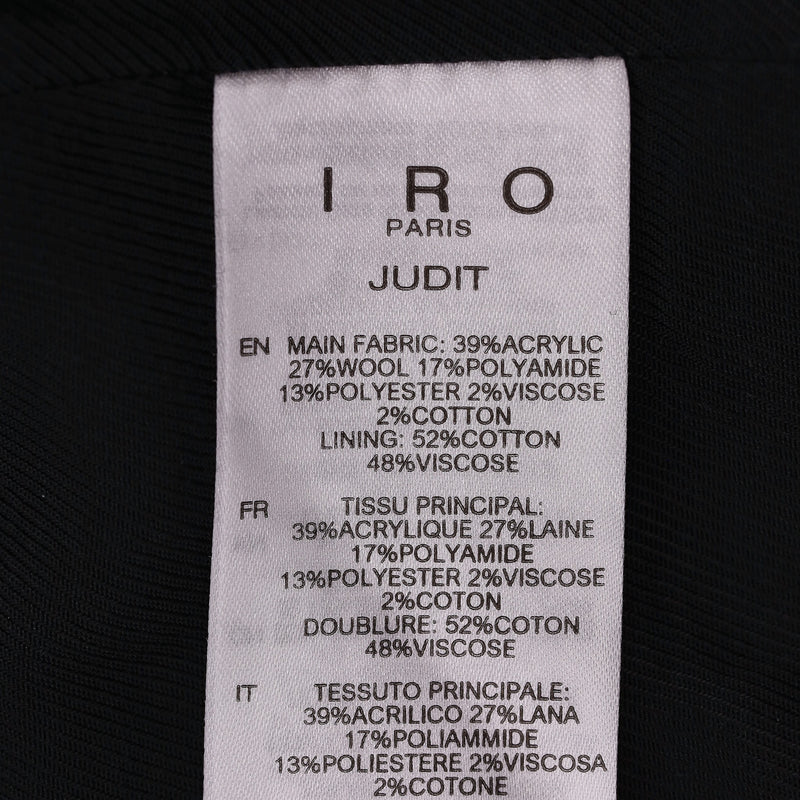 I R O
PARIS
JUDIT
EN MAIN FABRIC: 39%ACRYLIC
27%WOOL 17%POLYAMIDE
13%POLYESTER 2%VISCOSE
2%COTTON
LINING: 52%COTTON
48%VISCOSE
FR TISSU PRINCIPAL:
39%ACRYLIQUE 27%LAINE
17%POLYAMIDE
13%POLYESTER 2%VISCOSE
2%COTON
DOUBLURE: 52%COTON
48%VISCOSE
IT TESSUTO PRINCIPALE:
39%ACRILICO 27%LANA
17%POLIAMMIDE
13%POLIESTERE 2%VISCOSA
2%COTONE